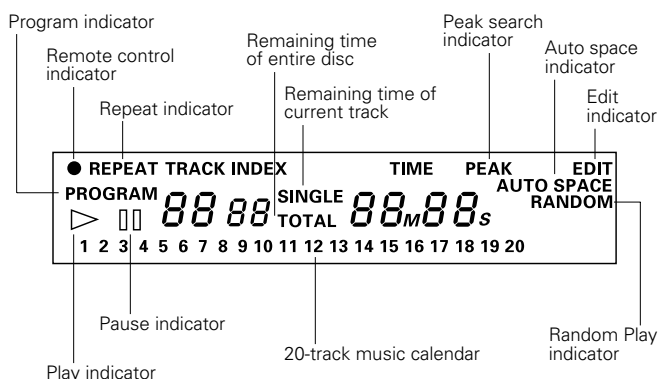 Program indicator
Remote control
indicator
Repeat indicator
Remaining time
of entire disc
Remaining time of
current track
Peak search
indicator
Auto space
indicator
Edit
indicator
REPEAT TRACK INDEX TIME PEAK EDIT
AUTO SPACE
PROGRAM 88 88 SINGLE 88M88S RANDOM
TOTAL
1 2 3 4 5 6 7 8 9 10 11 12 13 14 15 16 17 18 19 20
Pause indicator
Play indicator
20-track music calendar
Random Play
indicator